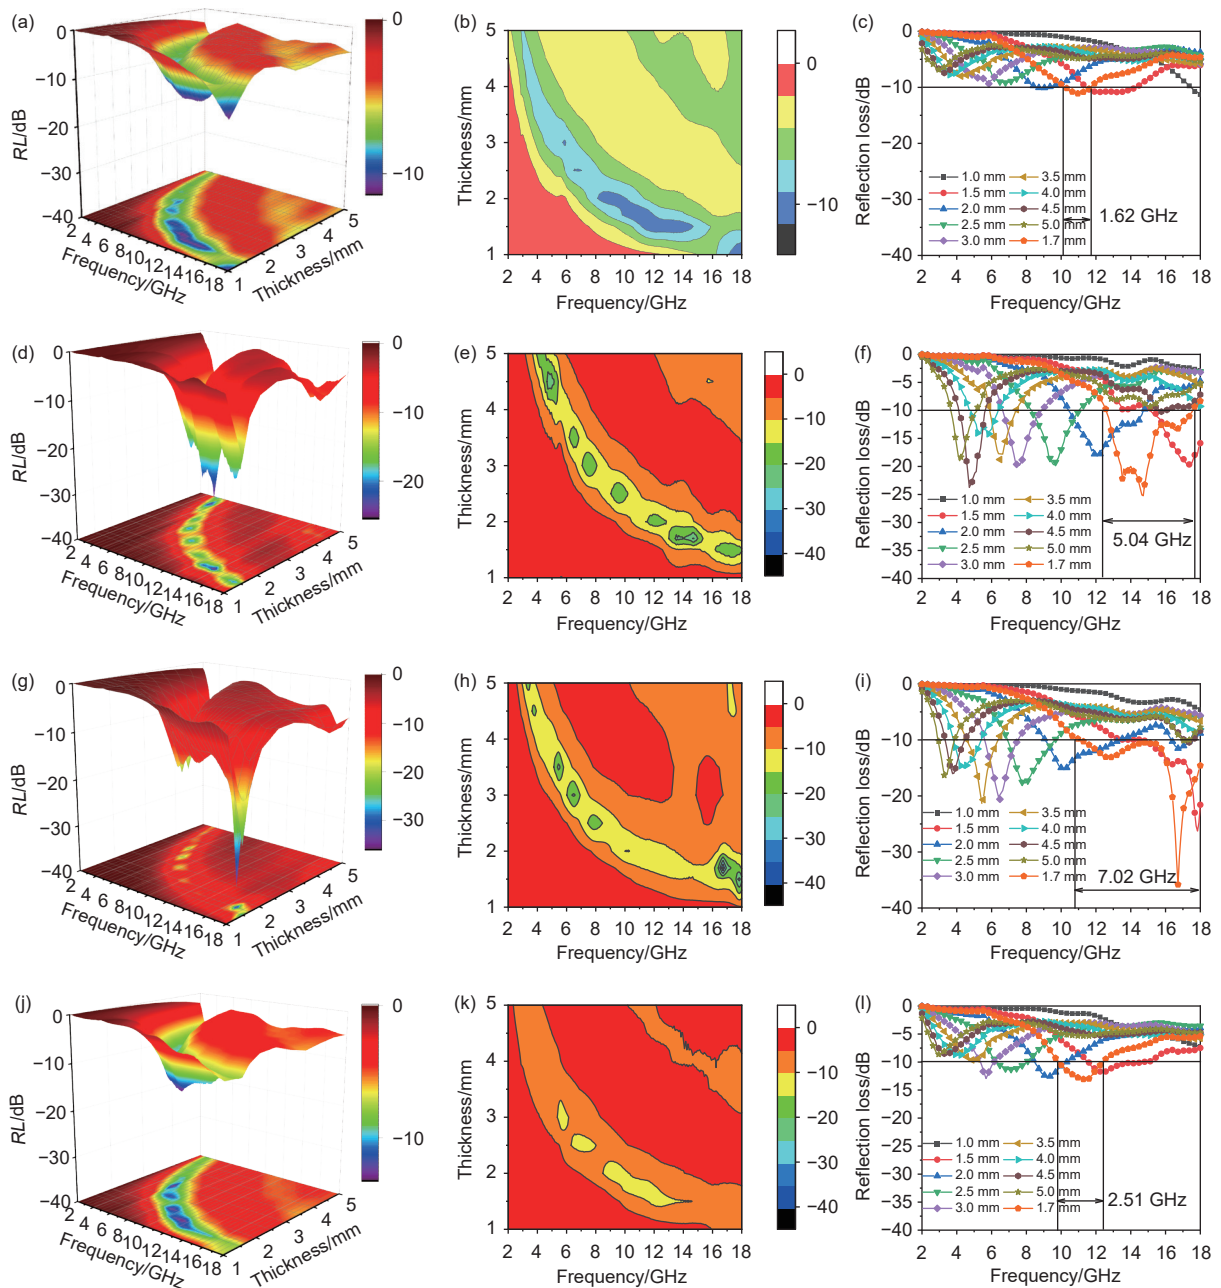 (a)
0
−10
−20
−30
−40
RL/dB
2 4 6 8 10 12 14 16 18
Frequency/GHz
1 2 3 4 5
Thickness/mm
0
−10
(b)
5
4
3
2
1
Thickness/mm
2 4 6 8 10 12 14 16 18
Frequency/GHz
0
−10
(c)
0
−10
−20
−30
−40
Reflection loss/dB
1.0 mm 3.5 mm
1.5 mm 4.0 mm
2.0 mm 4.5 mm
2.5 mm 5.0 mm
3.0 mm 1.7 mm
1.62 GHz
2 4 6 8 10 12 14 16 18
Frequency/GHz
(d)
0
−10
−20
−30
−40
RL/dB
2 4 6 8 10 12 14 16 18
Frequency/GHz
1 2 3 4 5
Thickness/mm
0
−10
−20
(e)
5
4
3
2
1
Thickness/mm
2 4 6 8 10 12 14 16 18
Frequency/GHz
0
−10
−20
−30
−40
(f)
0
−5
−10
−15
−20
−25
−30
−35
−40
Reflection loss/dB
1.0 mm 3.5 mm
1.5 mm 4.0 mm
2.0 mm 4.5 mm
2.5 mm 5.0 mm
3.0 mm 1.7 mm
5.04 GHz
2 4 6 8 10 12 14 16 18
Frequency/GHz
(g)
0
−10
−20
−30
−40
RL/dB
2 4 6 8 10 12 14 16 18
Frequency/GHz
1 2 3 4 5
Thickness/mm
0
−10
−20
−30
(h)
5
4
3
2
1
Thickness/mm
2 4 6 8 10 12 14 16 18
Frequency/GHz
0
−10
−20
−30
−40
(i)
0
−10
−20
−30
−40
Reflection loss/dB
1.0 mm 3.5 mm
1.5 mm 4.0 mm
2.0 mm 4.5 mm
2.5 mm 5.0 mm
3.0 mm 1.7 mm
7.02 GHz
2 4 6 8 10 12 14 16 18
Frequency/GHz
(j)
0
−10
−20
−30
−40
RL/dB
2 4 6 8 10 12 14 16 18
Frequency/GHz
1 2 3 4 5
Thickness/mm
0
−10
(k)
5
4
3
2
1
Thickness/mm
2 4 6 8 10 12 14 16 18
Frequency/GHz
0
−10
−20
−30
−40
(l)
0
−5
−10
−15
−20
−25
−30
−35
−40
Reflection loss/dB
1.0 mm 3.5 mm
1.5 mm 4.0 mm
2.0 mm 4.5 mm
2.5 mm 5.0 mm
3.0 mm 1.7 mm
2.51 GHz
2 4 6 8 10 12 14 16 18
Frequency/GHz